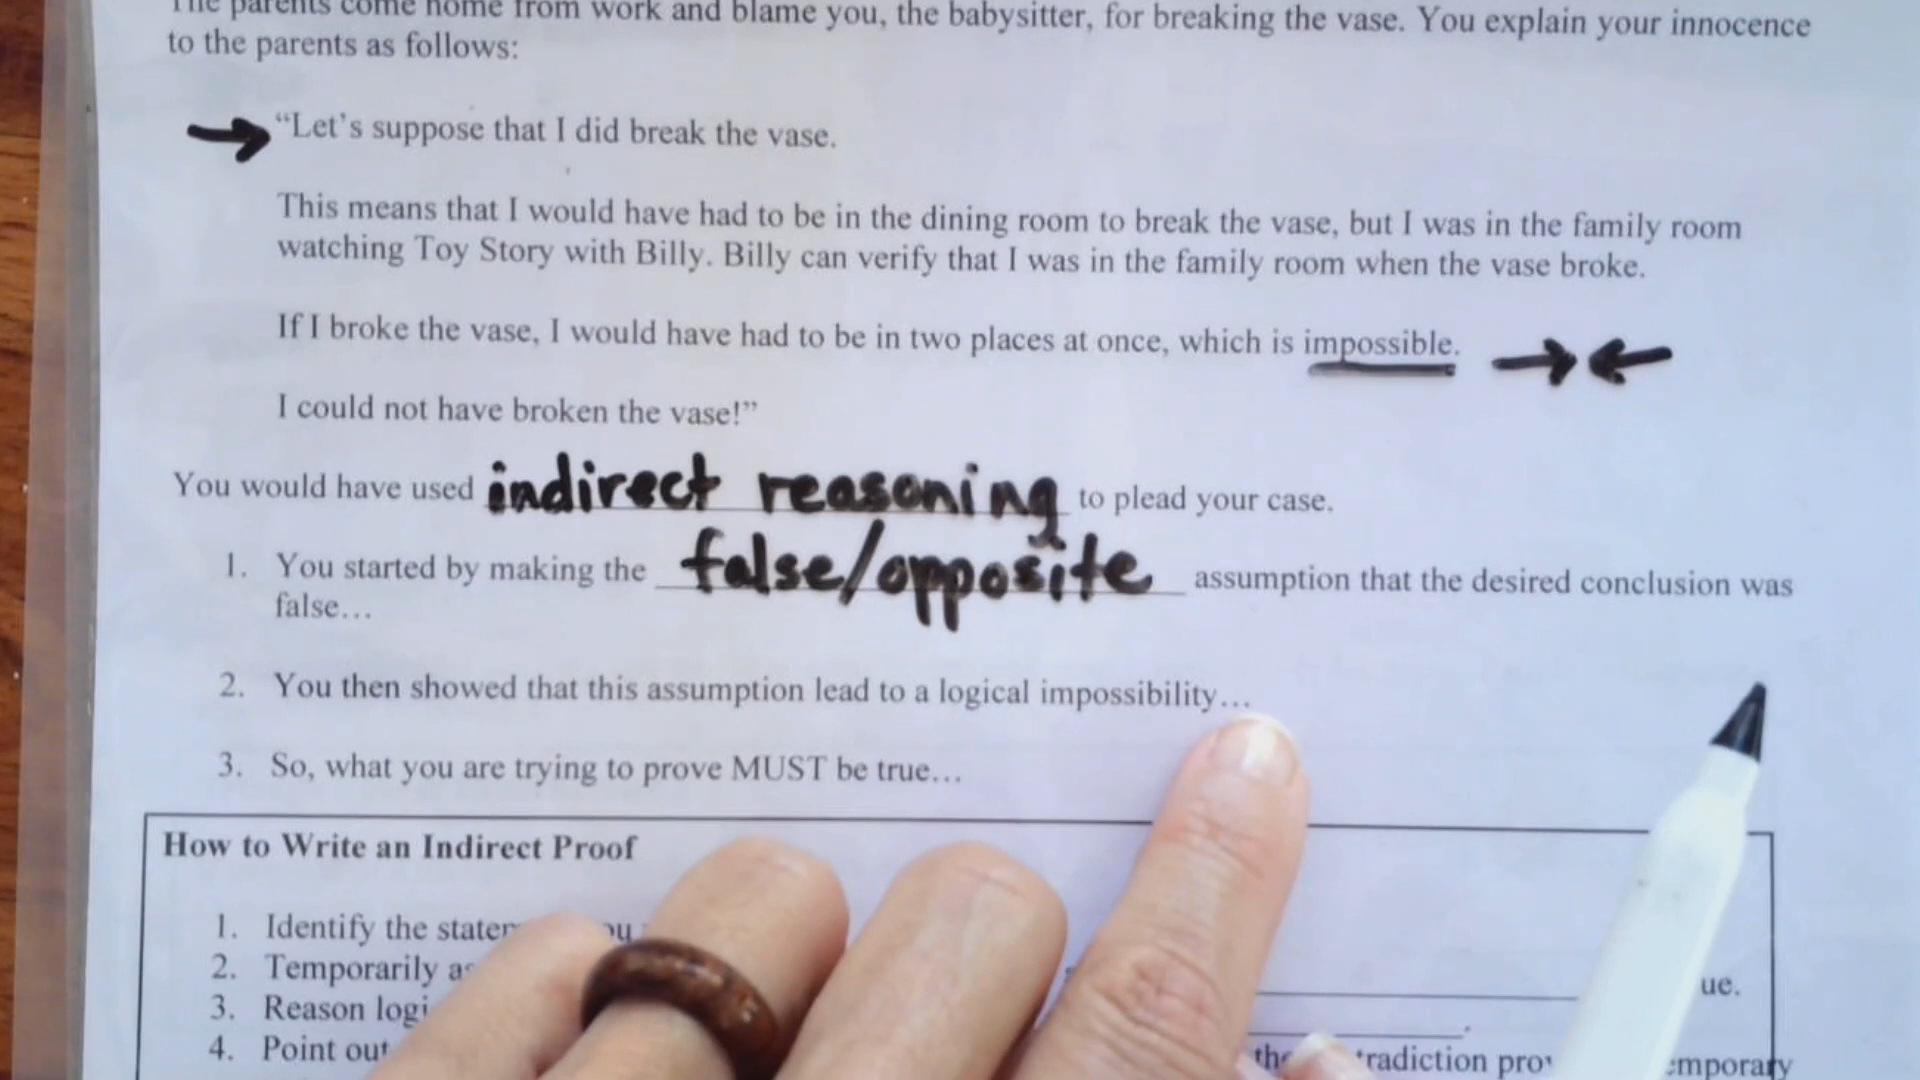 The parents come home from work and blame you, the babysitter, for breaking the vase. You explain your innocence
to the parents as follows:
“Let’s suppose that I did break the vase.
This means that I would have had to be in the dining room to break the vase, but I was in the family room
watching Toy Story with Billy. Billy can verify that I was in the family room when the vase broke.
If I broke the vase, I would have had to be in two places at once, which is impossible.
I could not have broken the vase!”
You would have used indirect reasoning to plead your case.
1. You started by making the false/opposite assumption that the desired conclusion was
false…
2. You then showed that this assumption lead to a logical impossibility…
3. So, what you are trying to prove MUST be true…
How to Write an Indirect Proof
1. Identify the
2. Temporarily
3. Reason
4. Point out